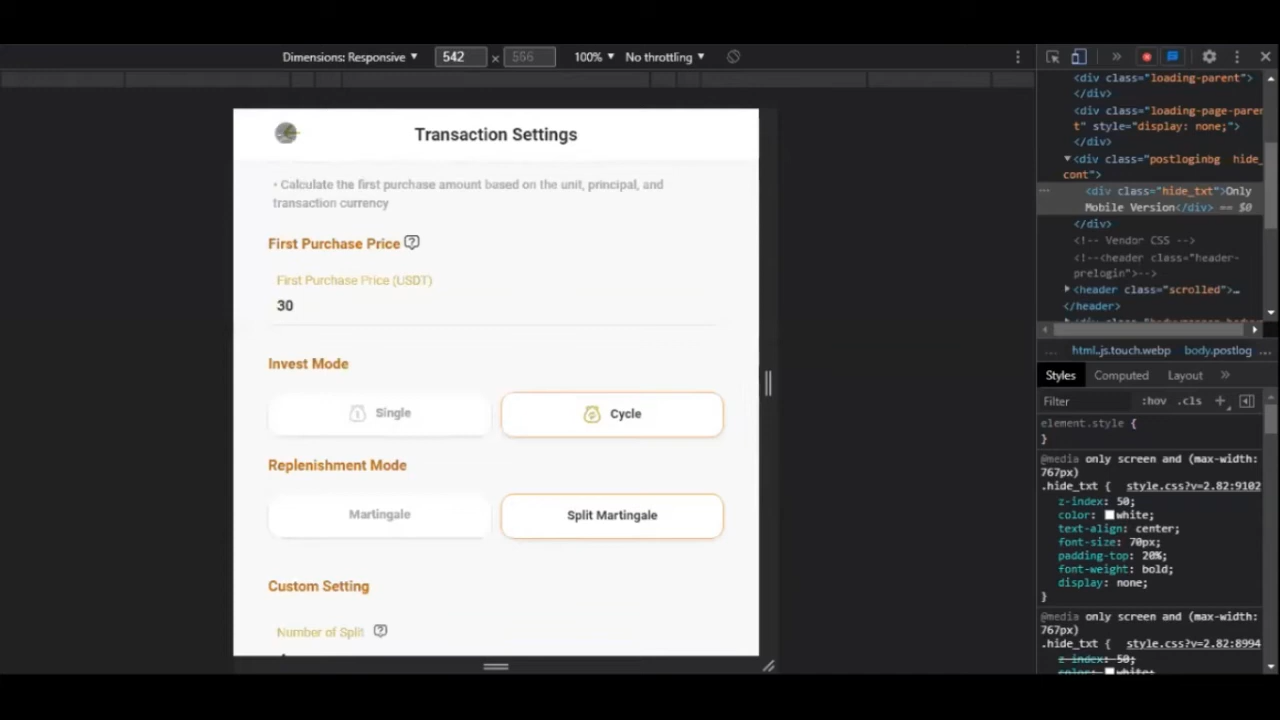 Dimensions: Responsive ▼ 542 × 556 100% ▼ No throttling ▼
Transaction Settings
• Calculate the first purchase amount based on the unit, principal, and
transaction currency
First Purchase Price
First Purchase Price (USDT)
30
Invest Mode
Single Cycle
Replenishment Mode
Martingale Split Martingale
Custom Setting
Number of Split
<div class="loading-parent">
</div>
<div class="loading-page-paren
t" style="display: none;">
</div>
▼<div class="postloginbg hide_
cont">
... <div class="hide_txt">Only
Mobile Version</div> == $0
</div>
<!-- Vendor CSS -->
<!--<header class="header-
prelogin">-->
▶<header class="scrolled">…
</header>
... html.js.touch.webp body.postlog ...
Styles Computed Layout »
Filter :hov .cls +
element.style {
}
@media only screen and (max-width:
767px)
.hide_txt { style.css?v=2.82:9102
z-index: 50;
color: white;
text-align: center;
font-size: 70px;
padding-top: 20%;
font-weight: bold;
display: none;
}
@media only screen and (max-width:
767px)
.hide_txt { style.css?v=2.82:8994
z-index: 50;
color: white;